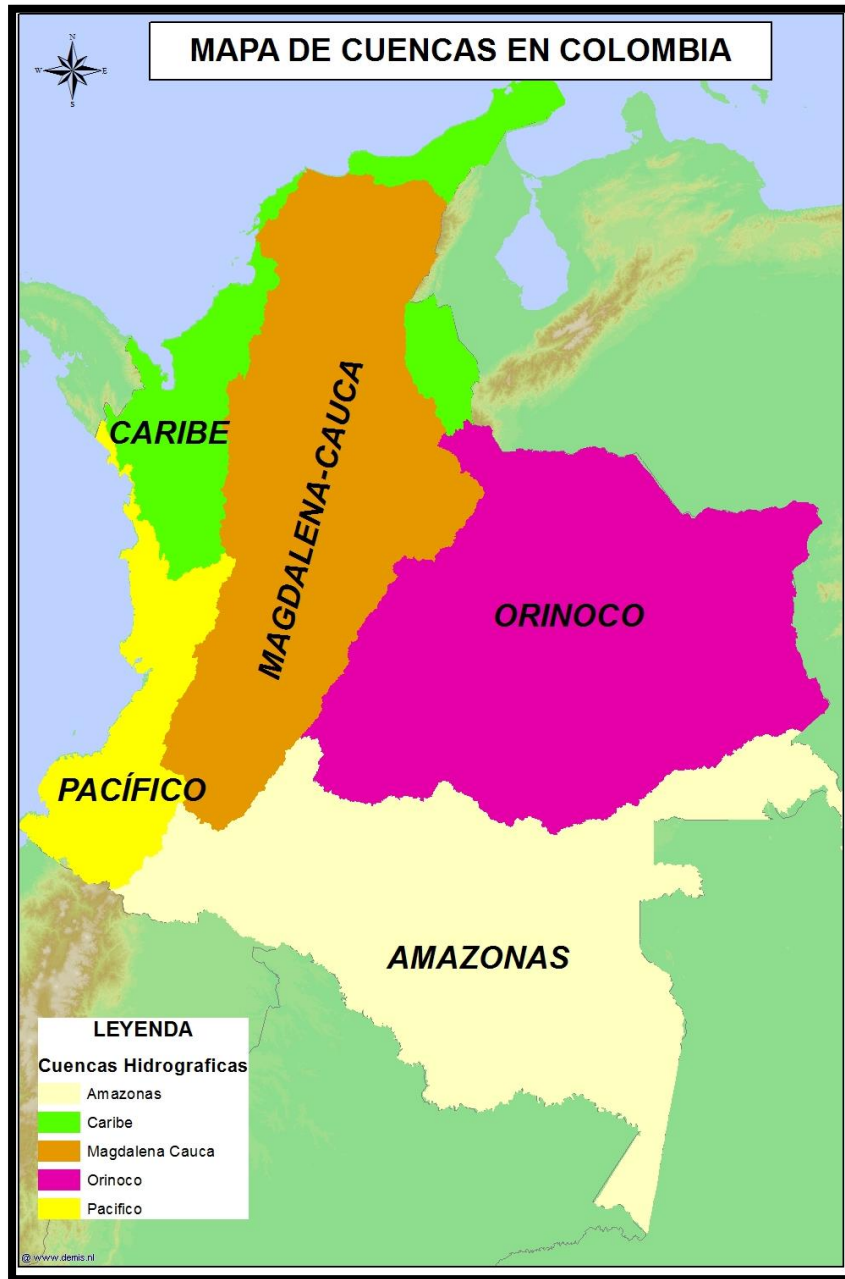 MAPA DE CUENCAS EN COLOMBIA
N
W E
S
CARIBE
MAGDALENA-CAUCA
ORINOCO
PACÍFICO
AMAZONAS
LEYENDA
Cuencas Hidrograficas
Amazonas
Caribe
Magdalena Cauca
Orinoco
Pacifico
@ www.demis.nl